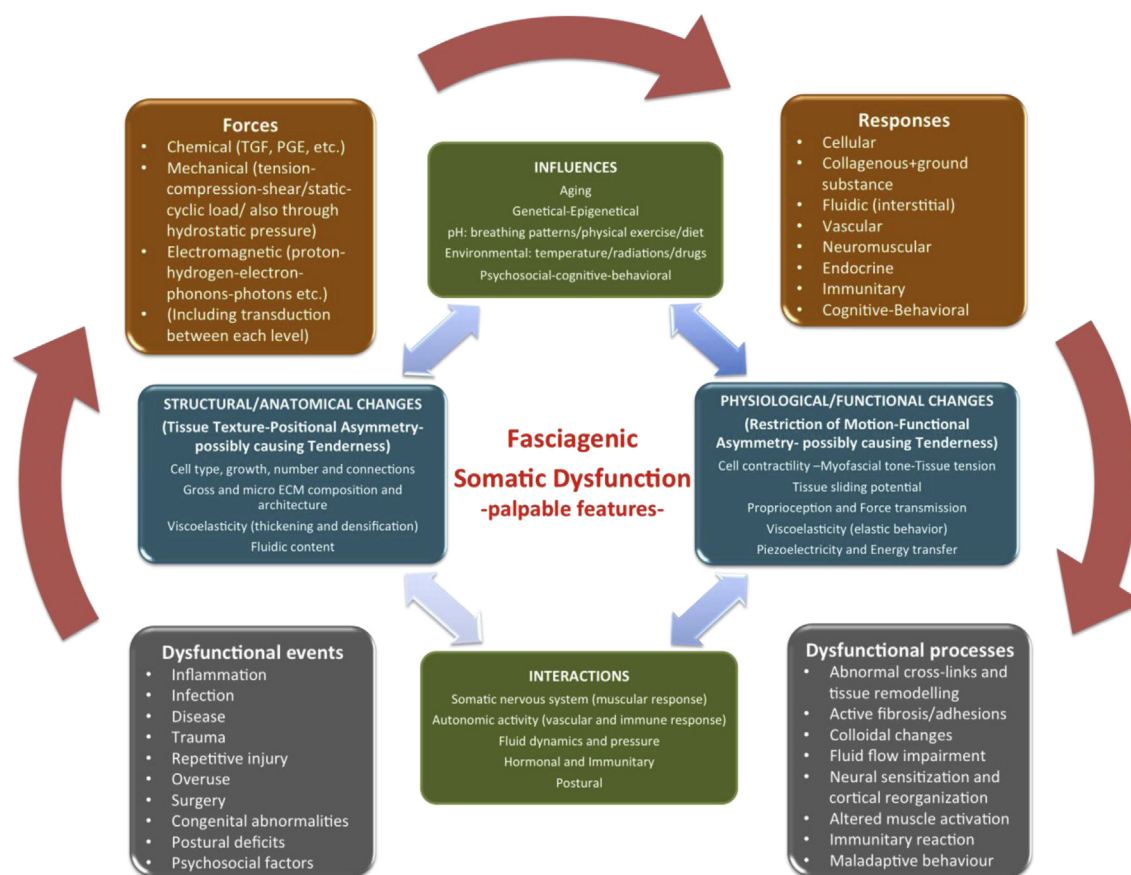 Forces
• Chemical (TGF, PGE, etc.)
• Mechanical (tension-
compression-shear/static-
cyclic load/ also through
hydrostatic pressure)
• Electromagnetic (proton-
hydrogen-electron-
phonons-photons etc.)
• (Including transduction
between each level)
INFLUENCES
Aging
Genetical-Epigenetical
pH: breathing patterns/physical exercise/diet
Environmental: temperature/radiations/drugs
Psychosocial-cognitive-behavioral
Responses
• Cellular
• Collagenous+ground
substance
• Fluidic (interstitial)
• Vascular
• Neuromuscular
• Endocrine
• Immunitary
• Cognitive-Behavioral
STRUCTURAL/ANATOMICAL CHANGES
(Tissue Texture-Positional Asymmetry-
possibly causing Tenderness)
Cell type, growth, number and connections
Gross and micro ECM composition and
architecture
Viscoelasticity (thickening and densification)
Fluidic content
Fasciagenic
Somatic Dysfunction
-palpable features-
PHYSIOLOGICAL/FUNCTIONAL CHANGES
(Restriction of Motion-Functional
Asymmetry- possibly causing Tenderness)
Cell contractility –Myofascial tone-Tissue tension
Tissue sliding potential
Proprioception and Force transmission
Viscoelasticity (elastic behavior)
Piezoelectricity and Energy transfer
Dysfunctional events
• Inflammation
• Infection
• Disease
• Trauma
• Repetitive injury
• Overuse
• Surgery
• Congenital abnormalities
• Postural deficits
• Psychosocial factors
INTERACTIONS
Somatic nervous system (muscular response)
Autonomic activity (vascular and immune response)
Fluid dynamics and pressure
Hormonal and Immunitary
Postural
Dysfunctional processes
• Abnormal cross-links and
tissue remodelling
• Active fibrosis/adhesions
• Colloidal changes
• Fluid flow impairment
• Neural sensitization and
cortical reorganization
• Altered muscle activation
• Immunitary reaction
• Maladaptive behaviour